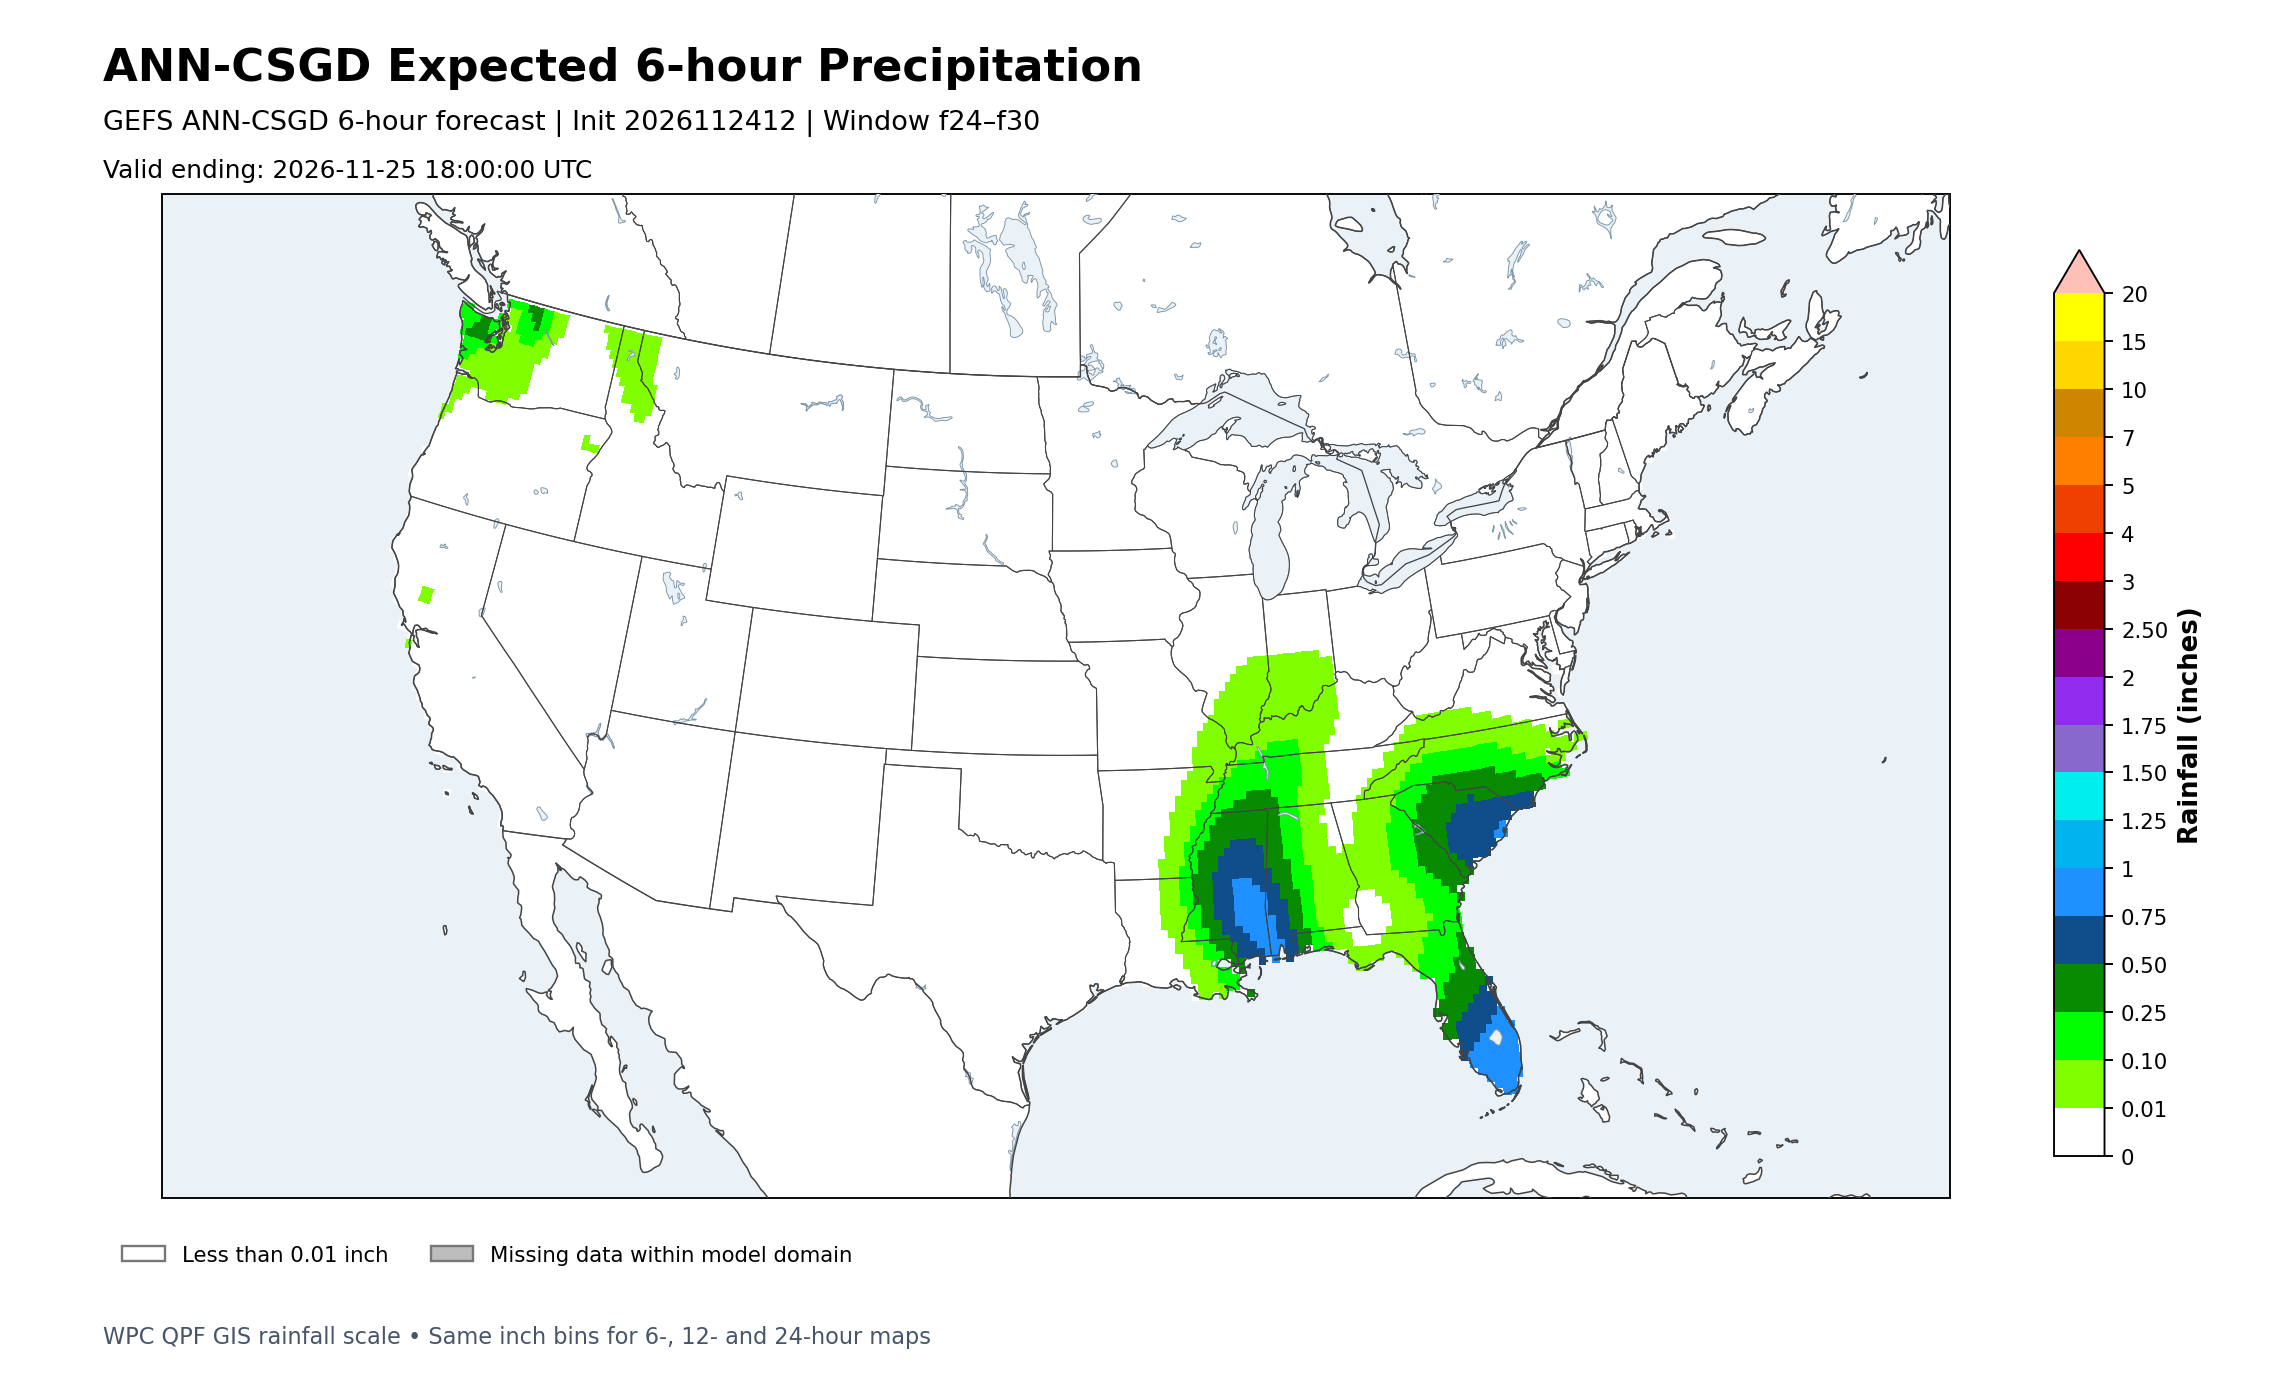 ANN-CSGD Expected 6-hour Precipitation
GEFS ANN-CSGD 6-hour forecast | Init 2026112412 | Window f24–f30
Valid ending: 2026-11-25 18:00:00 UTC
20
15
10
7
5
4
3
2.50
2
1.75
1.50
1.25
1
0.75
0.50
0.25
0.10
0.01
0
Rainfall (inches)
Less than 0.01 inch
Missing data within model domain
WPC QPF GIS rainfall scale • Same inch bins for 6-, 12- and 24-hour maps